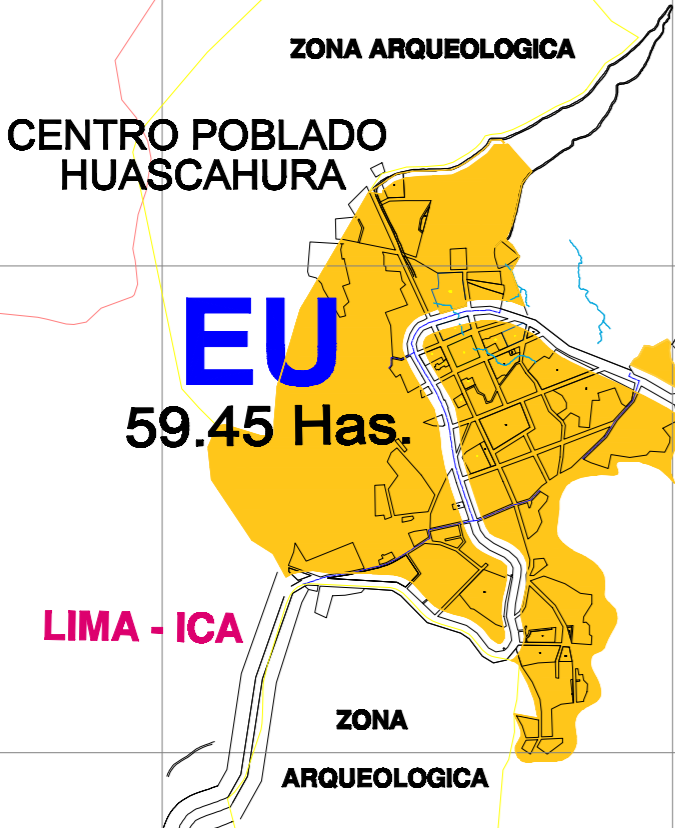 ZONA ARQUEOLOGICA
CENTRO POBLADO
HUASCAHURA
EU
59.45 Has.
LIMA - ICA
ZONA
ARQUEOLOGICA